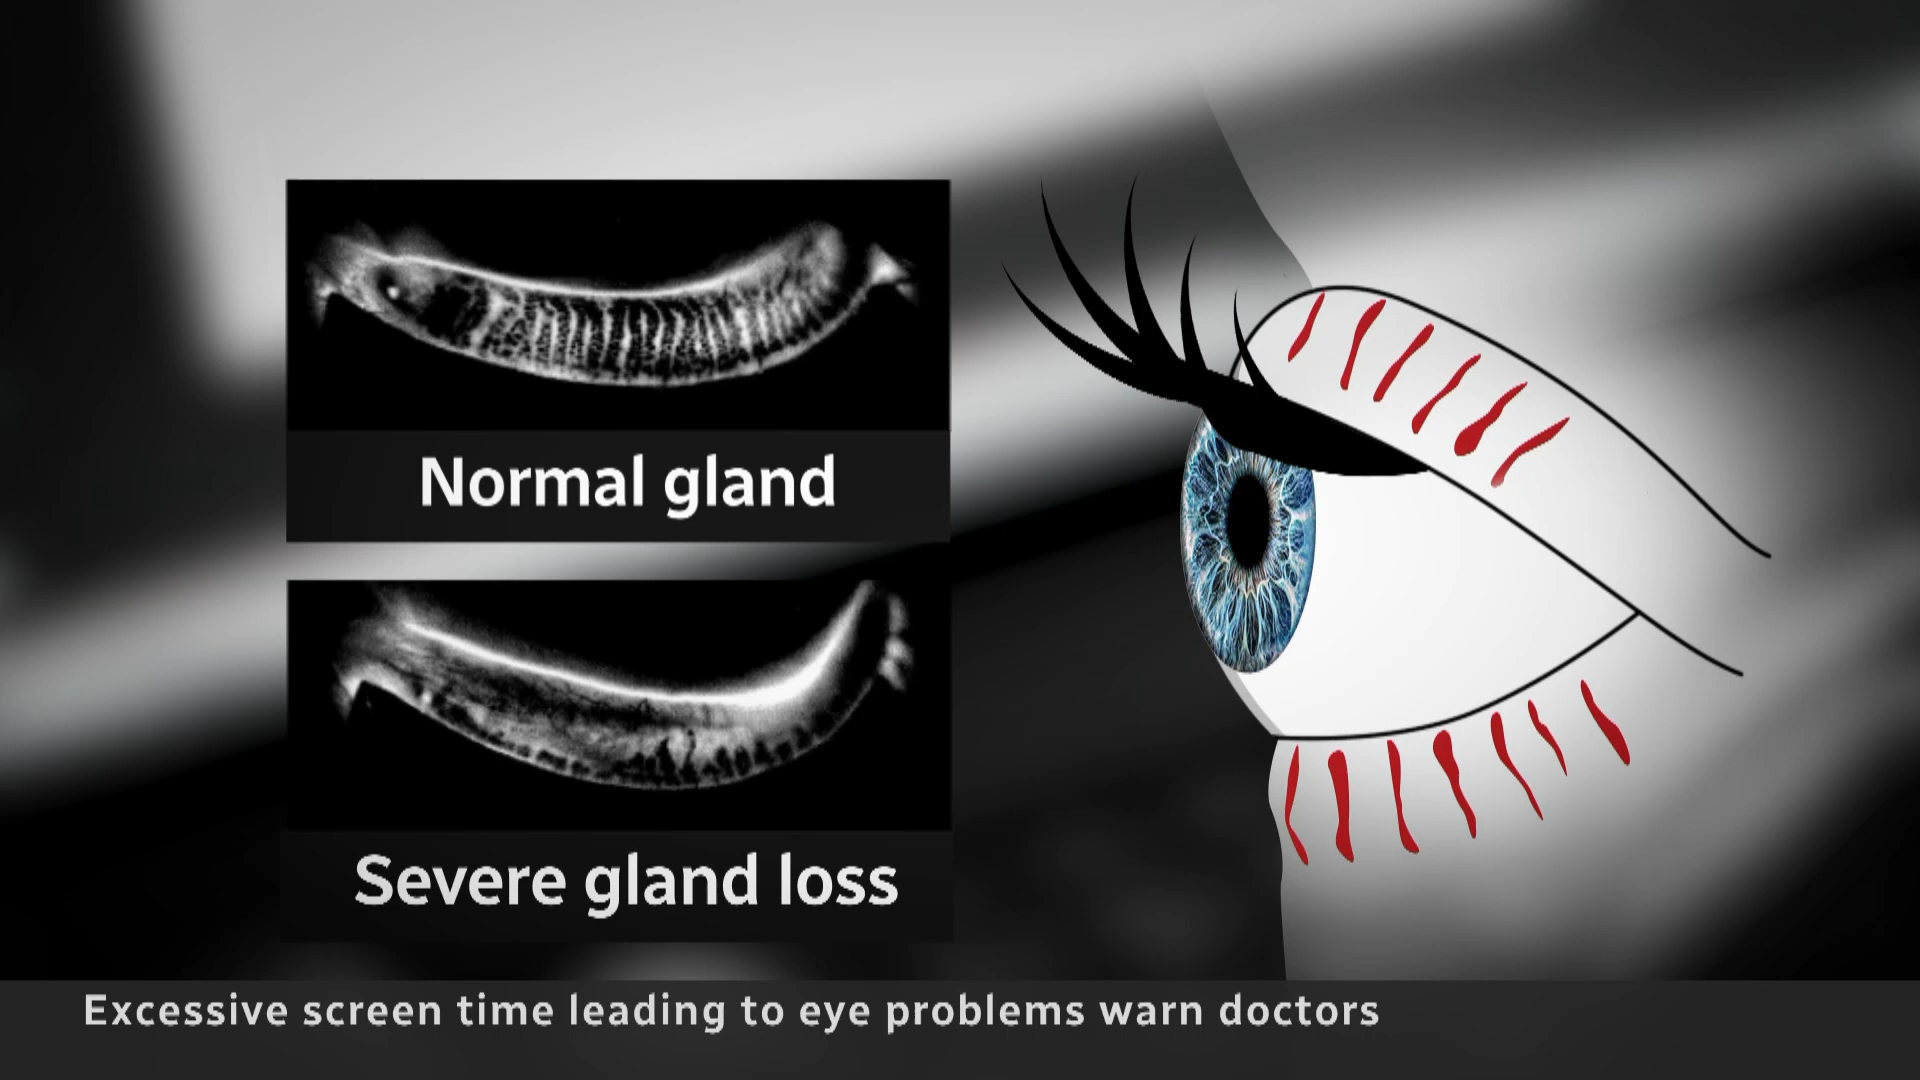 Normal gland
Severe gland loss
Excessive screen time leading to eye problems warn doctors